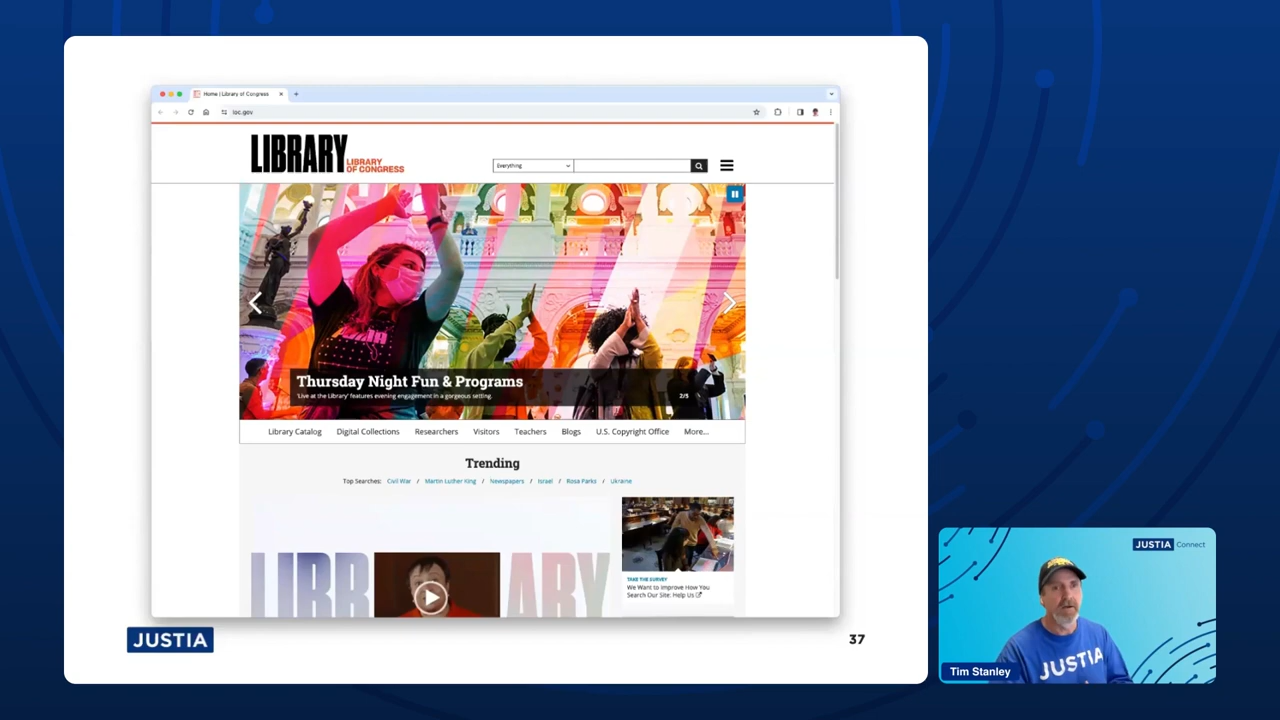 Home | Library of Congress
loc.gov
LIBRARY
LIBRARY
OF CONGRESS
Everything
Thursday Night Fun & Programs
'Live at the Library' features evening engagement in a gorgeous setting.
2/5
Library Catalog Digital Collections Researchers Visitors Teachers Blogs U.S. Copyright Office More...
Trending
Top Searches: Civil War / Martin Luther King / Newspapers / Israel / Rosa Parks / Ukraine
LIBR ARY
TAKE THE SURVEY
We Want to Improve How You
Search Our Site: Help Us
JUSTIA
37
JUSTIA Connect
JUSTIA
Tim Stanley